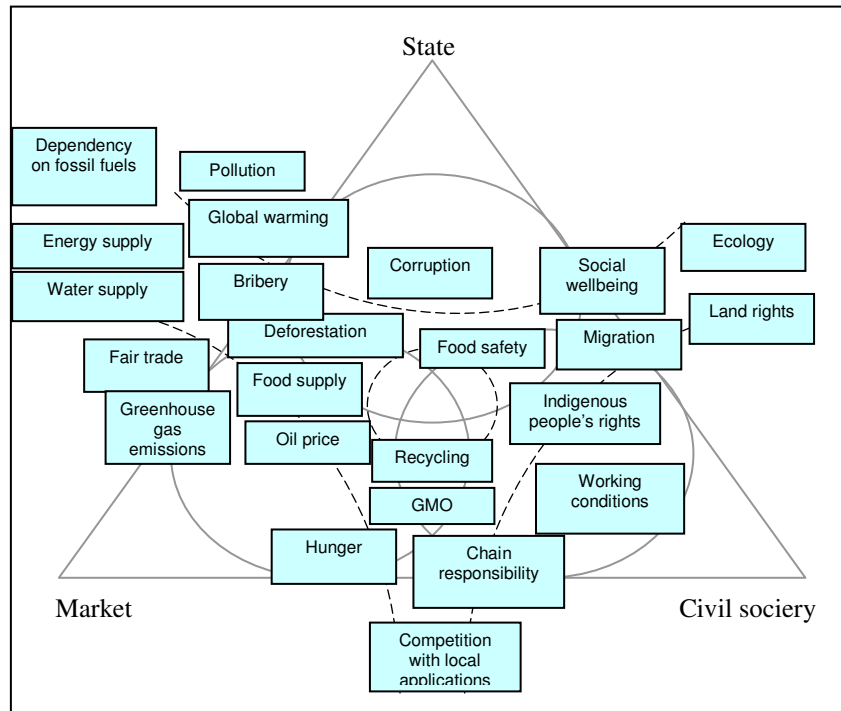 State
Dependency
on fossil fuels
Pollution
Global warming
Energy supply
Ecology
Corruption
Social
wellbeing
Bribery
Water supply
Land rights
Deforestation
Migration
Food safety
Fair trade
Food supply
Indigenous
people's rights
Greenhouse
gas
emissions
Oil price
Recycling
Working
conditions
GMO
Hunger
Chain
responsibility
Market
Civil sociery
Competition
with local
applications